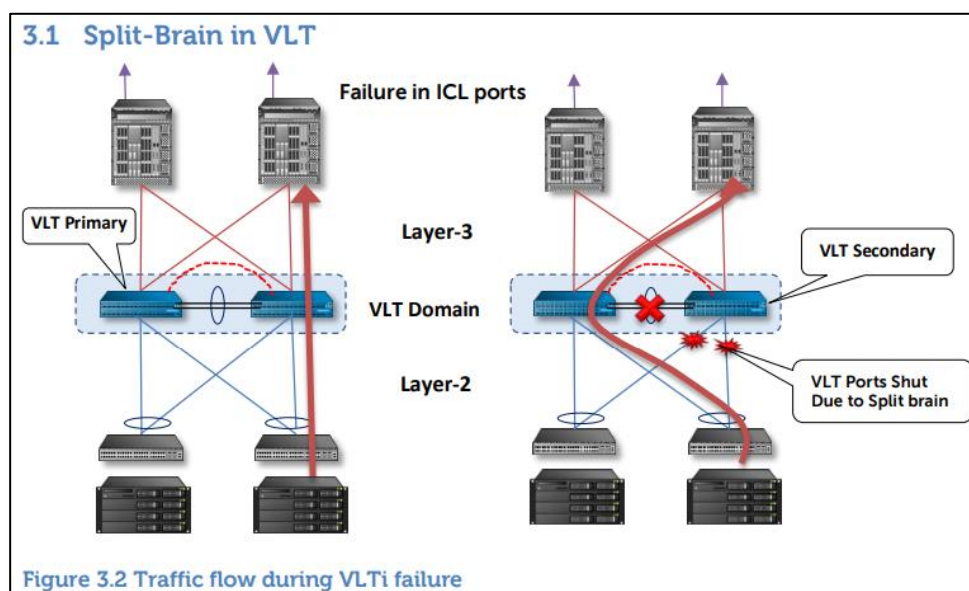 3.1 Split-Brain in VLT
Failure in ICL ports
VLT Primary
Layer-3
VLT Secondary
VLT Domain
Layer-2
VLT Ports Shut
Due to Split brain
Figure 3.2 Traffic flow during VLTi failure